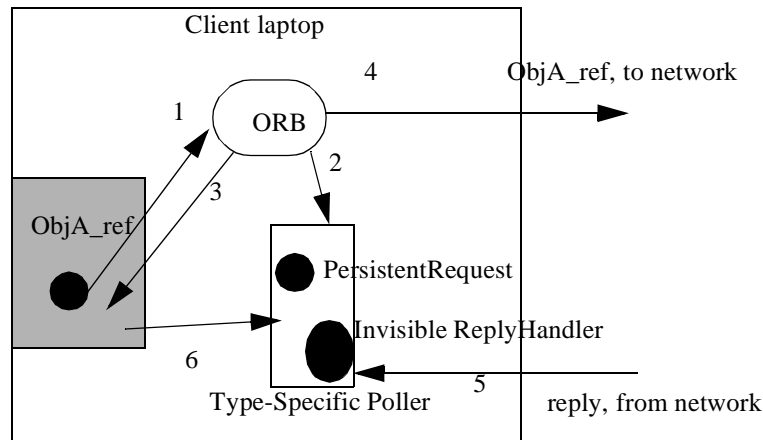 Client laptop
4
ObjA_ref, to network
1
ORB
2
3
ObjA_ref
PersistentRequest
Invisible ReplyHandler
6
5
Type-Specific Poller
reply, from network